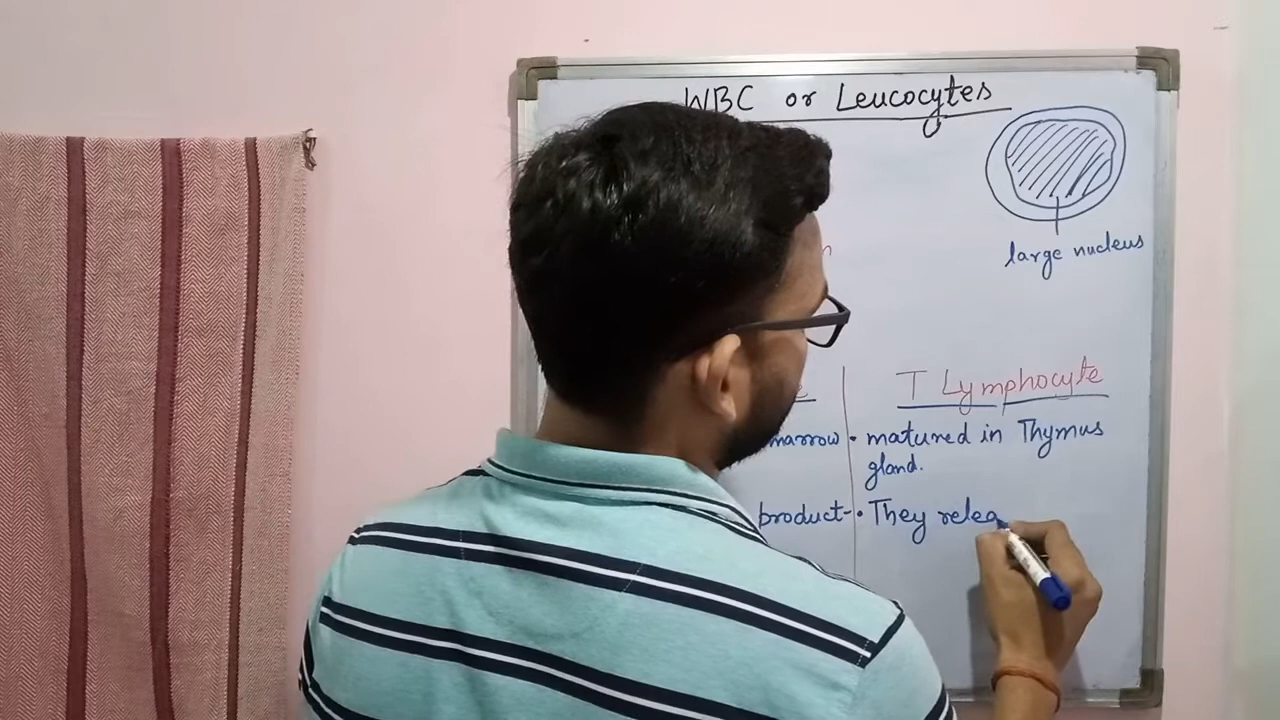 WBC or Leucocytes
large nucleus
T Lymphocyte
marrow • matured in Thymus
gland.
product- • They relea